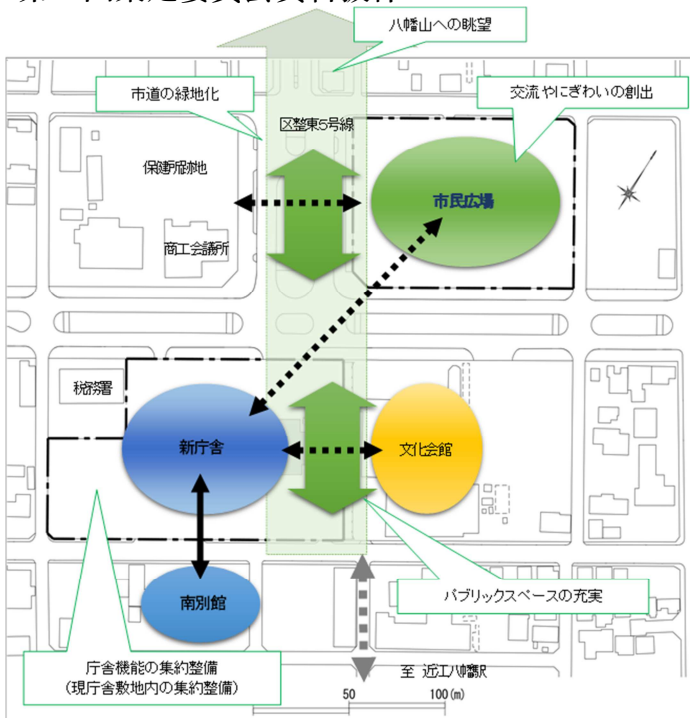 八幡山への眺望
市道の緑地化
交流やにぎわいの創出
区整東5号線
保健所跡地
市民広場
商工会議所
税務署
新庁舎
文化会館
南別館
パブリックスペースの充実
庁舎機能の集約整備
(現庁舎敷地内の集約整備)
至 近江八幡駅
50
100(m)